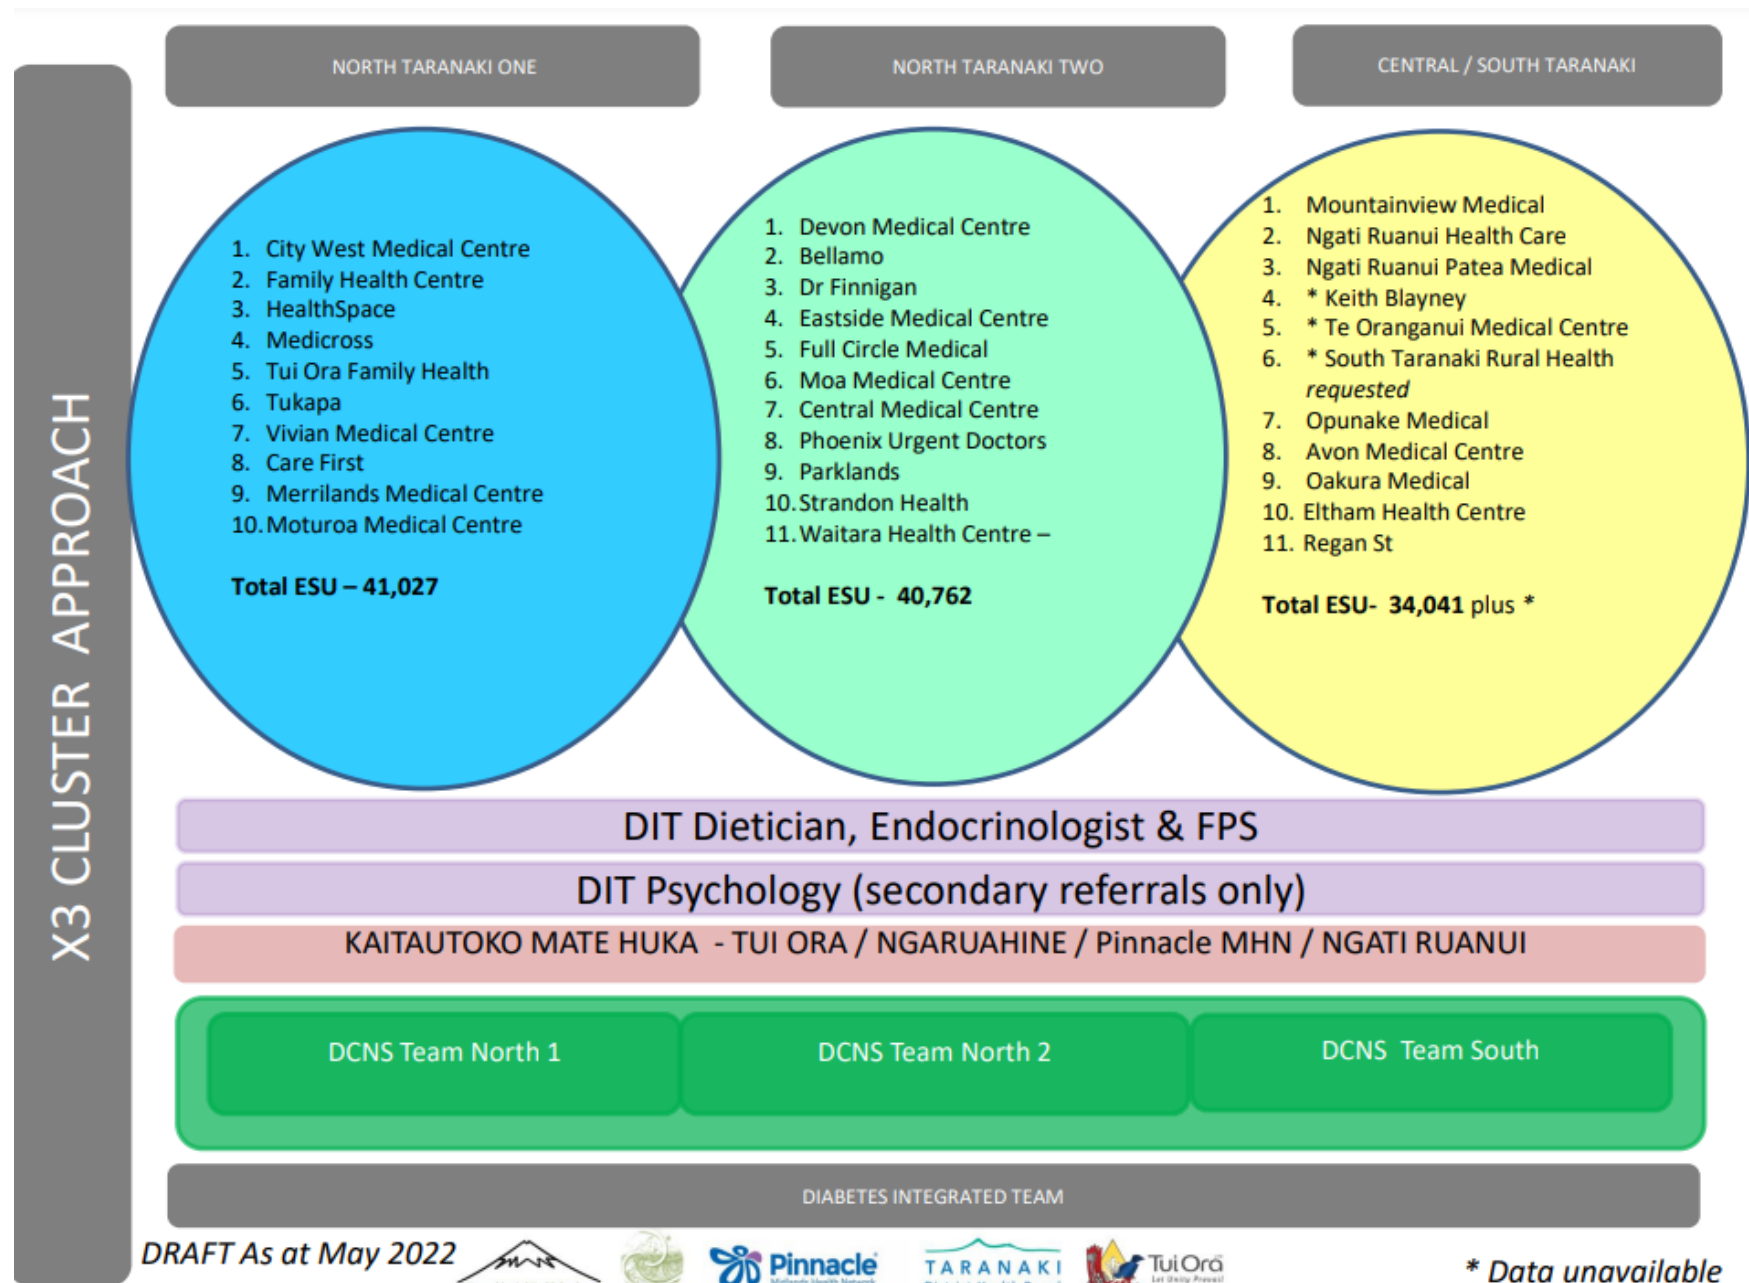 NORTH TARANAKI ONE
NORTH TARANAKI TWO
CENTRAL / SOUTH TARANAKI
X3 CLUSTER APPROACH
1. City West Medical Centre
2. Family Health Centre
3. HealthSpace
4. Medicross
5. Tui Ora Family Health
6. Tukapa
7. Vivian Medical Centre
8. Care First
9. Merrilands Medical Centre
10. Moturoa Medical Centre
Total ESU – 41,027
1. Devon Medical Centre
2. Bellamo
3. Dr Finnigan
4. Eastside Medical Centre
5. Full Circle Medical
6. Moa Medical Centre
7. Central Medical Centre
8. Phoenix Urgent Doctors
9. Parklands
10. Strandon Health
11. Waitara Health Centre –
Total ESU - 40,762
1. Mountainview Medical
2. Ngati Ruanui Health Care
3. Ngati Ruanui Patea Medical
4. * Keith Blayney
5. * Te Oranganui Medical Centre
6. * South Taranaki Rural Health
requested
7. Opunake Medical
8. Avon Medical Centre
9. Oakura Medical
10. Eltham Health Centre
11. Regan St
Total ESU- 34,041 plus *
DIT Dietician, Endocrinologist & FPS
DIT Psychology (secondary referrals only)
KAITAUTOKO MATE HUKA - TUI ORA / NGARUAHINE / Pinnacle MHN / NGATI RUANUI
DCNS Team North 1
DCNS Team North 2
DCNS Team South
DIABETES INTEGRATED TEAM
DRAFT As at May 2022
Pinnacle
TARANAKI
Tui Ora
Let Unity Prevail
* Data unavailable